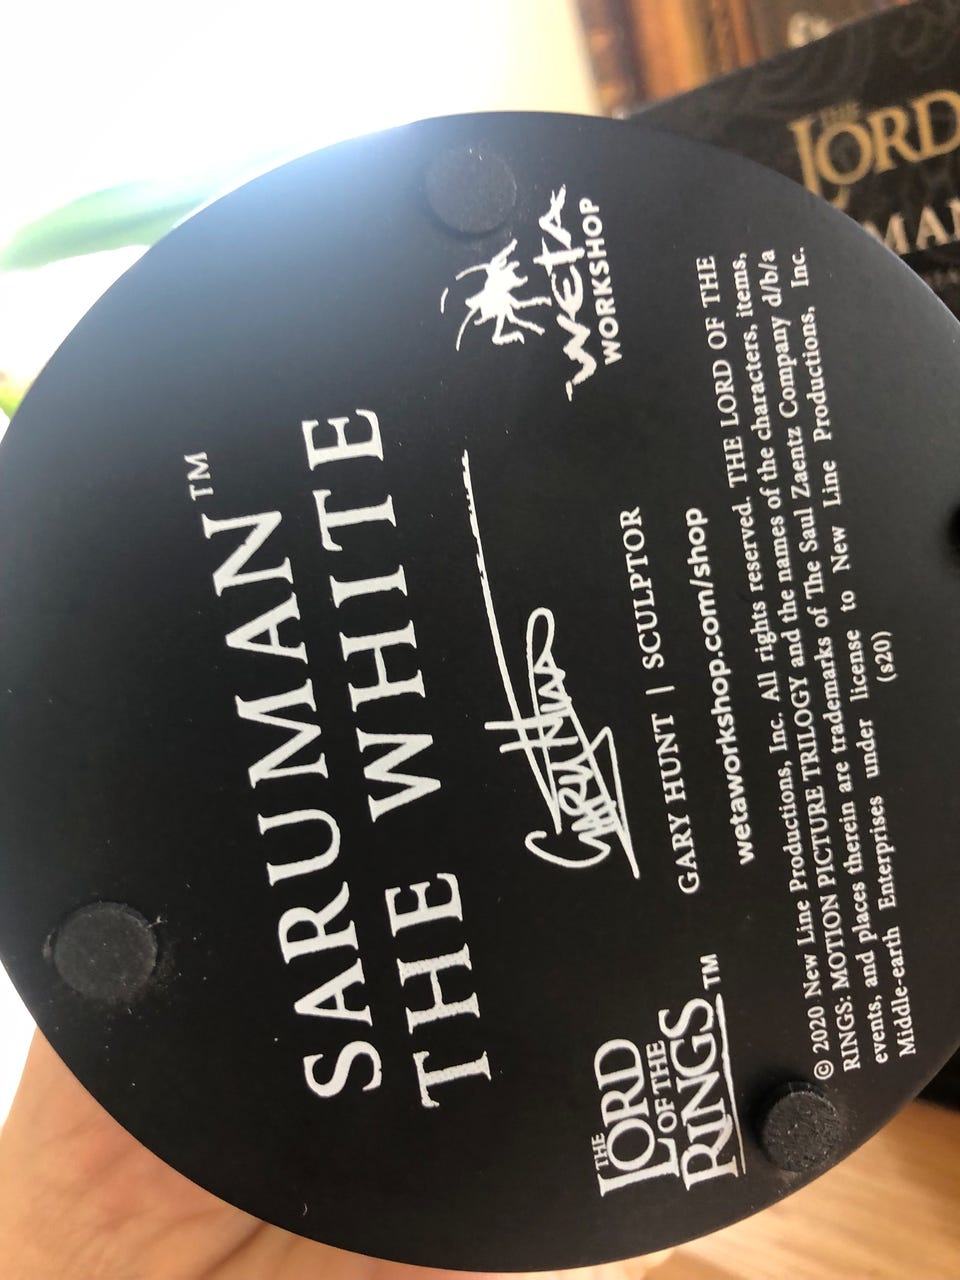 SARUMAN™
THE WHITE
GARY HUNT | SCULPTOR
wetaworkshop.com/shop
THE
LORD
OF THE
RINGS™
WETA
WORKSHOP
© 2020 New Line Productions, Inc. All rights reserved. THE LORD OF THE
RINGS: MOTION PICTURE TRILOGY and the names of the characters, items,
events, and places therein are trademarks of The Saul Zaentz Company d/b/a
Middle-earth Enterprises under license to New Line Productions, Inc.
(s20)
THE
LORD